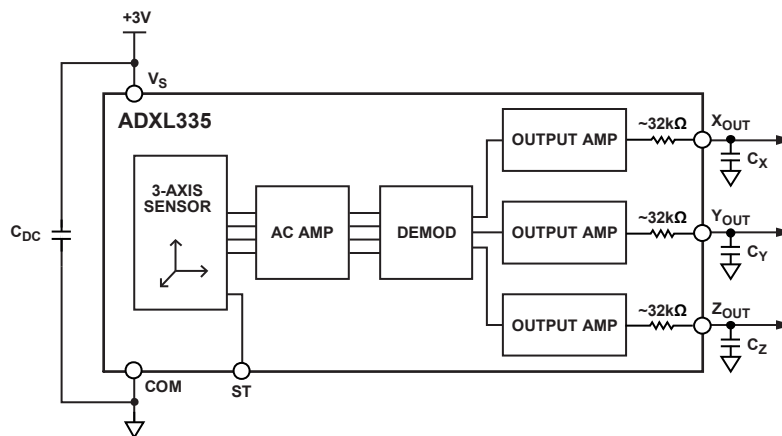 +3V
VS
ADXL335
3-AXIS
SENSOR
AC AMP
DEMOD
OUTPUT AMP
~32kΩ
XOUT
CX
OUTPUT AMP
~32kΩ
YOUT
CY
OUTPUT AMP
~32kΩ
ZOUT
CZ
CDC
COM
ST